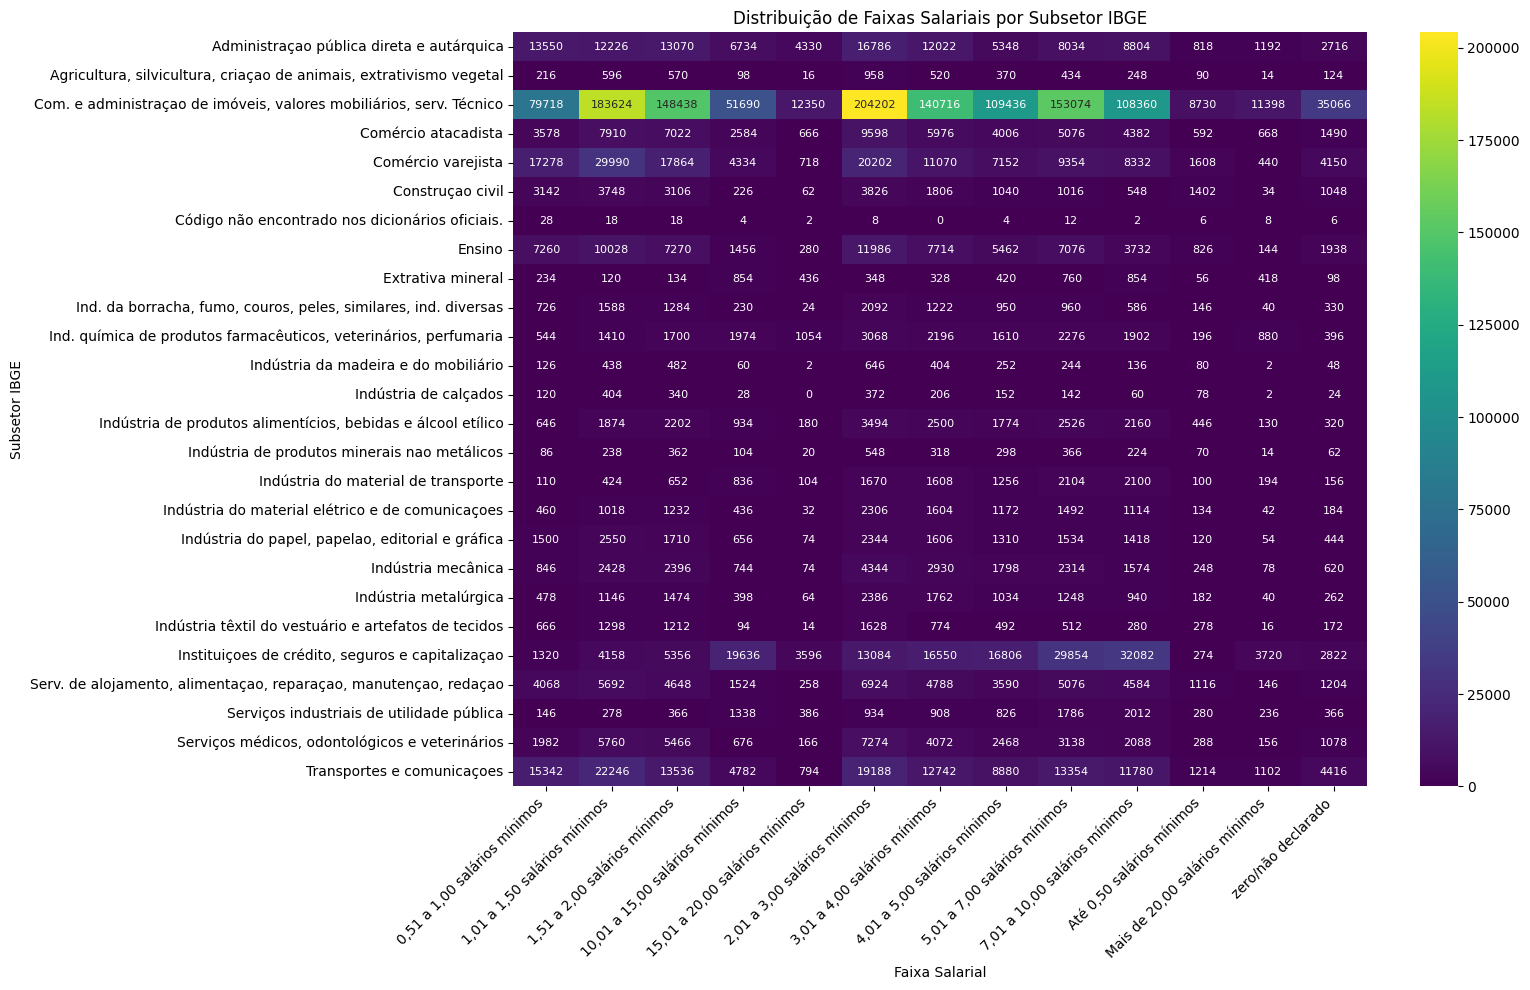 Distribuição de Faixas Salariais por Subsetor IBGE
Administraçao pública direta e autárquica 13550 12226 13070 6734 4330 16786 12022 5348 8034 8804 818 1192 2716
Agricultura, silvicultura, criaçao de animais, extrativismo vegetal 216 596 570 98 16 958 520 370 434 248 90 14 124
Com. e administraçao de imóveis, valores mobiliários, serv. Técnico 79718 183624 148438 51690 12350 204202 140716 109436 153074 108360 8730 11398 35066
Comércio atacadista 3578 7910 7022 2584 666 9598 5976 4006 5076 4382 592 668 1490
Comércio varejista 17278 29990 17864 4334 718 20202 11070 7152 9354 8332 1608 440 4150
Construçao civil 3142 3748 3106 226 62 3826 1806 1040 1016 548 1402 34 1048
Código não encontrado nos dicionários oficiais. 28 18 18 4 2 8 0 4 12 2 6 8 6
Ensino 7260 10028 7270 1456 280 11986 7714 5462 7076 3732 826 144 1938
Extrativa mineral 234 120 134 854 436 348 328 420 760 854 56 418 98
Ind. da borracha, fumo, couros, peles, similares, ind. diversas 726 1588 1284 230 24 2092 1222 950 960 586 146 40 330
Ind. química de produtos farmacêuticos, veterinários, perfumaria 544 1410 1700 1974 1054 3068 2196 1610 2276 1902 196 880 396
Indústria da madeira e do mobiliário 126 438 482 60 2 646 404 252 244 136 80 2 48
Indústria de calçados 120 404 340 28 0 372 206 152 142 60 78 2 24
Indústria de produtos alimentícios, bebidas e álcool etílico 646 1874 2202 934 180 3494 2500 1774 2526 2160 446 130 320
Indústria de produtos minerais nao metálicos 86 238 362 104 20 548 318 298 366 224 70 14 62
Indústria do material de transporte 110 424 652 836 104 1670 1608 1256 2104 2100 100 194 156
Indústria do material elétrico e de comunicaçoes 460 1018 1232 436 32 2306 1604 1172 1492 1114 134 42 184
Indústria do papel, papelao, editorial e gráfica 1500 2550 1710 656 74 2344 1606 1310 1534 1418 120 54 444
Indústria mecânica 846 2428 2396 744 74 4344 2930 1798 2314 1574 248 78 620
Indústria metalúrgica 478 1146 1474 398 64 2386 1762 1034 1248 940 182 40 262
Indústria têxtil do vestuário e artefatos de tecidos 666 1298 1212 94 14 1628 774 492 512 280 278 16 172
Instituiçoes de crédito, seguros e capitalizaçao 1320 4158 5356 19636 3596 13084 16550 16806 29854 32082 274 3720 2822
Serv. de alojamento, alimentaçao, reparaçao, manutençao, redaçao 4068 5692 4648 1524 258 6924 4788 3590 5076 4584 1116 146 1204
Serviços industriais de utilidade pública 146 278 366 1338 386 934 908 826 1786 2012 280 236 366
Serviços médicos, odontológicos e veterinários 1982 5760 5466 676 166 7274 4072 2468 3138 2088 288 156 1078
Transportes e comunicaçoes 15342 22246 13536 4782 794 19188 12742 8880 13354 11780 1214 1102 4416
Subsetor IBGE
0,51 a 1,00 salários mínimos
1,01 a 1,50 salários mínimos
1,51 a 2,00 salários mínimos
10,01 a 15,00 salários mínimos
15,01 a 20,00 salários mínimos
2,01 a 3,00 salários mínimos
3,01 a 4,00 salários mínimos
4,01 a 5,00 salários mínimos
5,01 a 7,00 salários mínimos
7,01 a 10,00 salários mínimos
Até 0,50 salários mínimos
Mais de 20,00 salários mínimos
zero/não declarado
Faixa Salarial
200000
175000
150000
125000
100000
75000
50000
25000
0